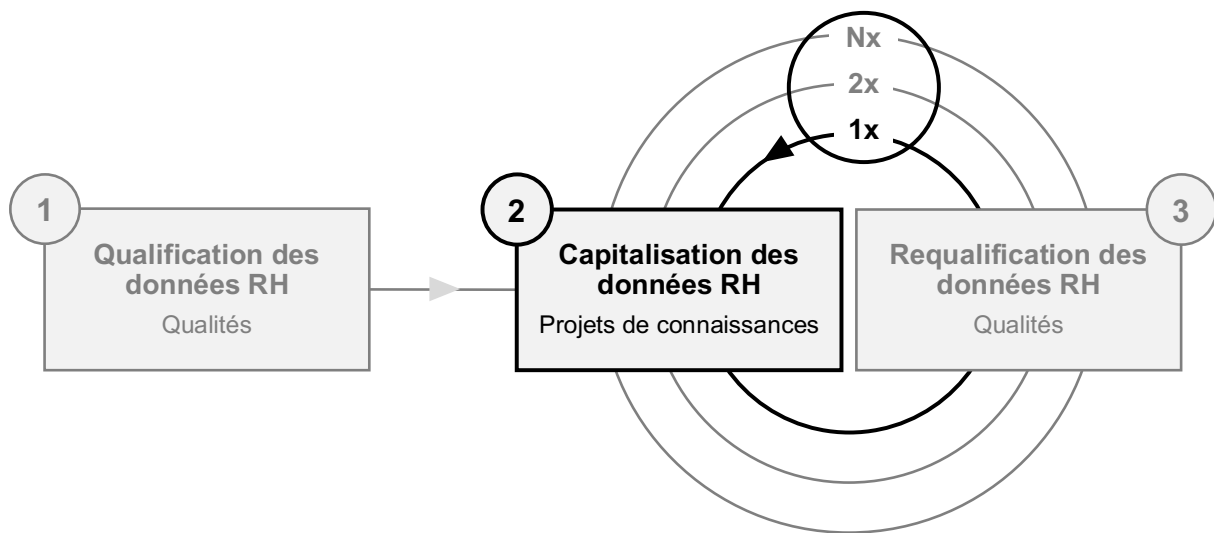 Nx
2x
1x
1
Qualification des
données RH
Qualités
2
Capitalisation des
données RH
Projets de connaissances
3
Requalification des
données RH
Qualités